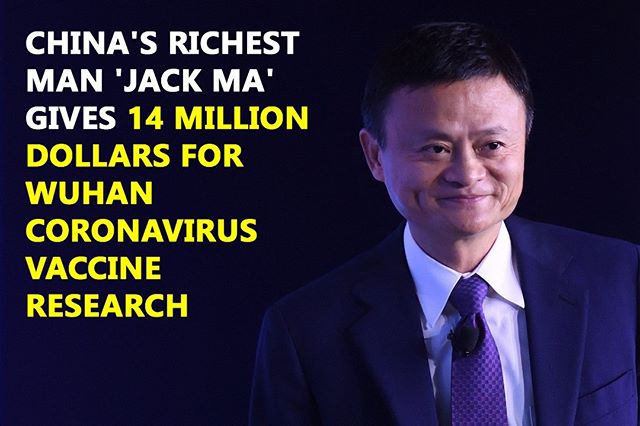 CHINA'S RICHEST
MAN 'JACK MA'
GIVES 14 MILLION
DOLLARS FOR
WUHAN
CORONAVIRUS
VACCINE
RESEARCH